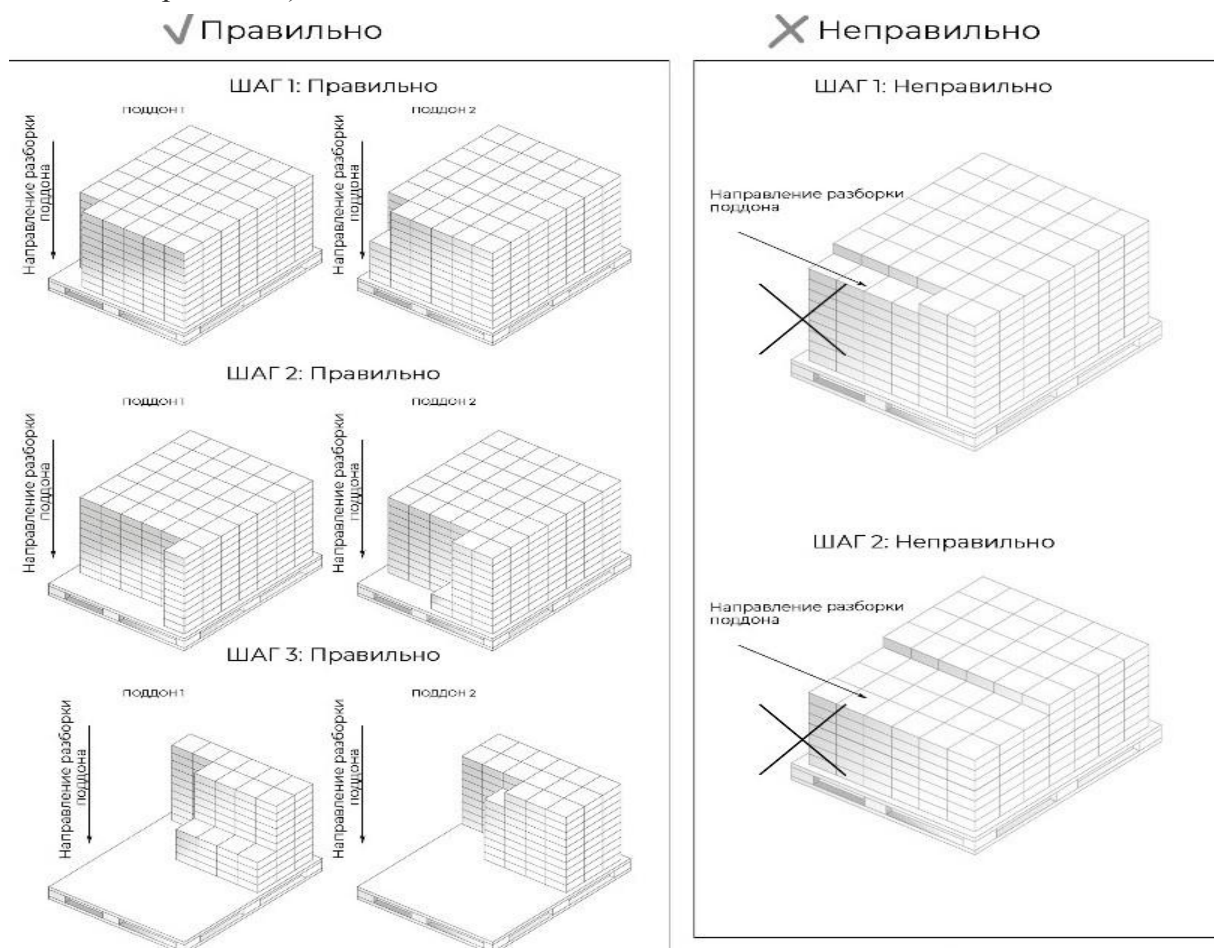 Правильно
ШАГ 1: Правильно
ПОДДОН 1
Направление разборки
поддона
ПОДДОН 2
Направление разборки
поддона
ШАГ 2: Правильно
ПОДДОН 1
Направление разборки
поддона
ПОДДОН 2
Направление разборки
поддона
ШАГ 3: Правильно
ПОДДОН 1
Направление разборки
поддона
ПОДДОН 2
Направление разборки
поддона
Неправильно
ШАГ 1: Неправильно
Направление разборки
поддона
ШАГ 2: Неправильно
Направление разборки
поддона